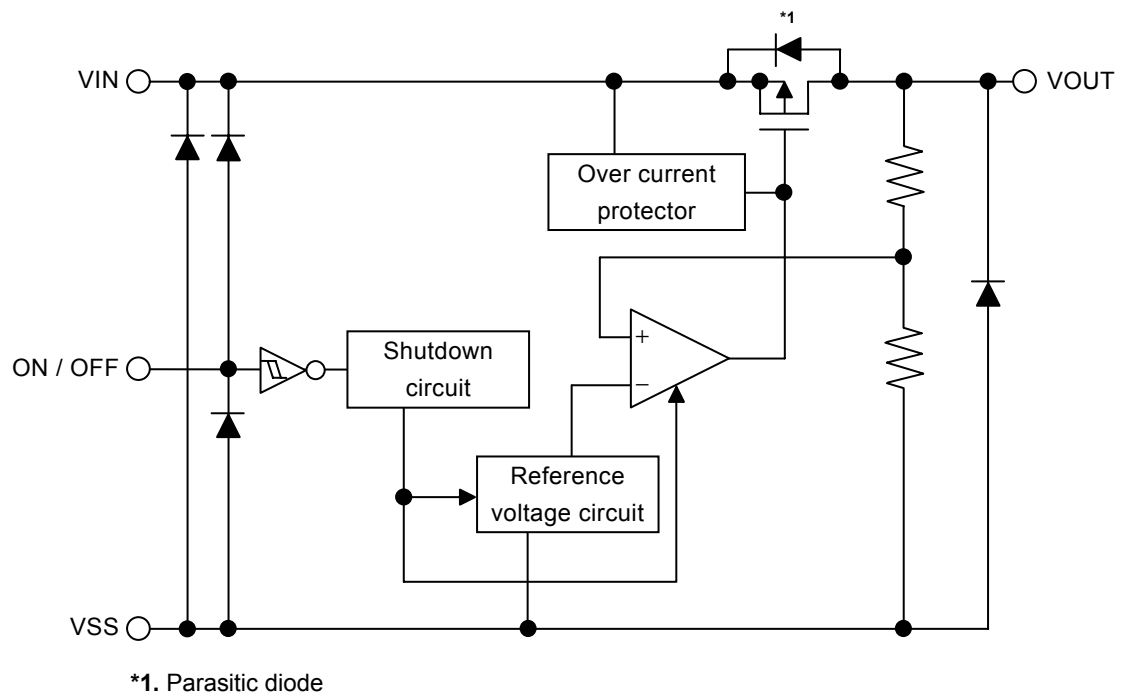 *1
VIN
VOUT
Over current
protector
+
−
ON / OFF
Shutdown
circuit
Reference
voltage circuit
VSS
*1. Parasitic diode